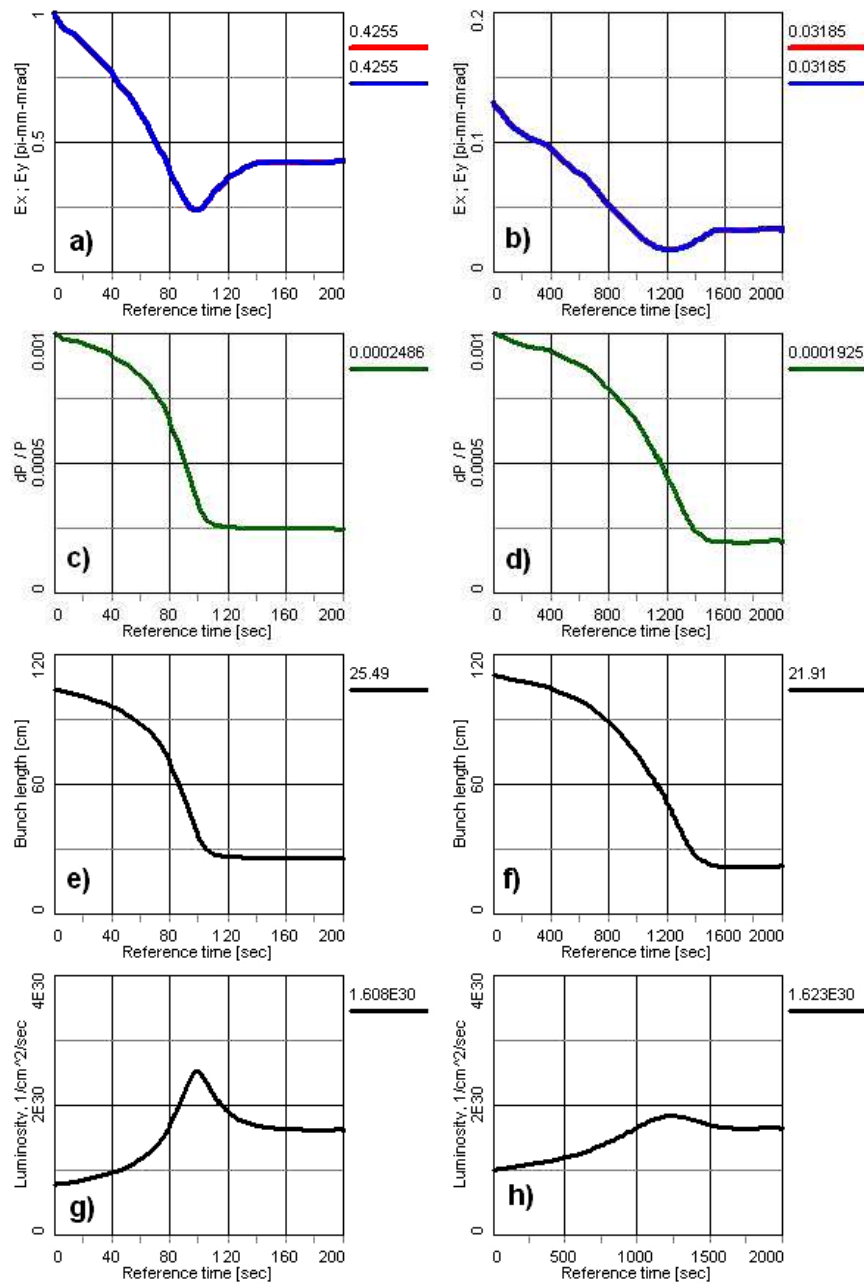 1
0.5
0
Ex ; Ey [pi-mm-mrad]
a)
0 40 80 120 160 200
Reference time [sec]
0.4255
0.4255
0.2
0.1
0
Ex ; Ey [pi-mm-mrad]
b)
0 400 800 1200 1600 2000
Reference time [sec]
0.03185
0.03185
0.001
0.0005
0
dP / P
c)
0 40 80 120 160 200
Reference time [sec]
0.0002486
0.001
0.0005
0
dP / P
d)
0 400 800 1200 1600 2000
Reference time [sec]
0.0001925
120
60
0
Bunch length [cm]
e)
0 40 80 120 160 200
Reference time [sec]
25.49
120
60
0
Bunch length [cm]
f)
0 400 800 1200 1600 2000
Reference time [sec]
21.91
4E30
2E30
0
Luminosity, 1/cm^2/sec
g)
0 40 80 120 160 200
Reference time [sec]
1.608E30
4E30
2E30
0
Luminosity, 1/cm^2/sec
h)
0 500 1000 1500 2000
Reference time [sec]
1.623E30